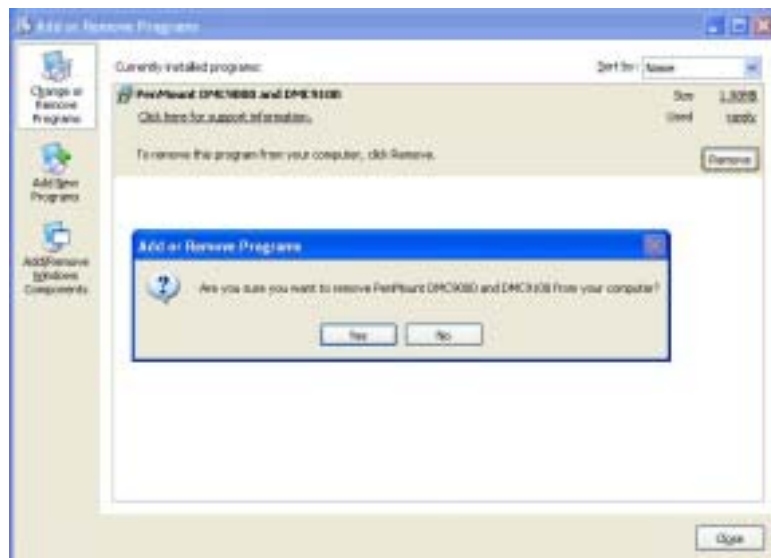 Add or Remove Programs
Change or Remove Programs
Add New Programs
Add/Remove Windows Components
Currently installed programs:
Sort by: Name
PenMount DMC9000 and DMC9100
Size
Click here for support information.
Used rarely
To remove this program from your computer, click Remove.
Remove
Add or Remove Programs
Are you sure you want to remove PenMount DMC9000 and DMC9100 from your computer?
Yes
No
Close